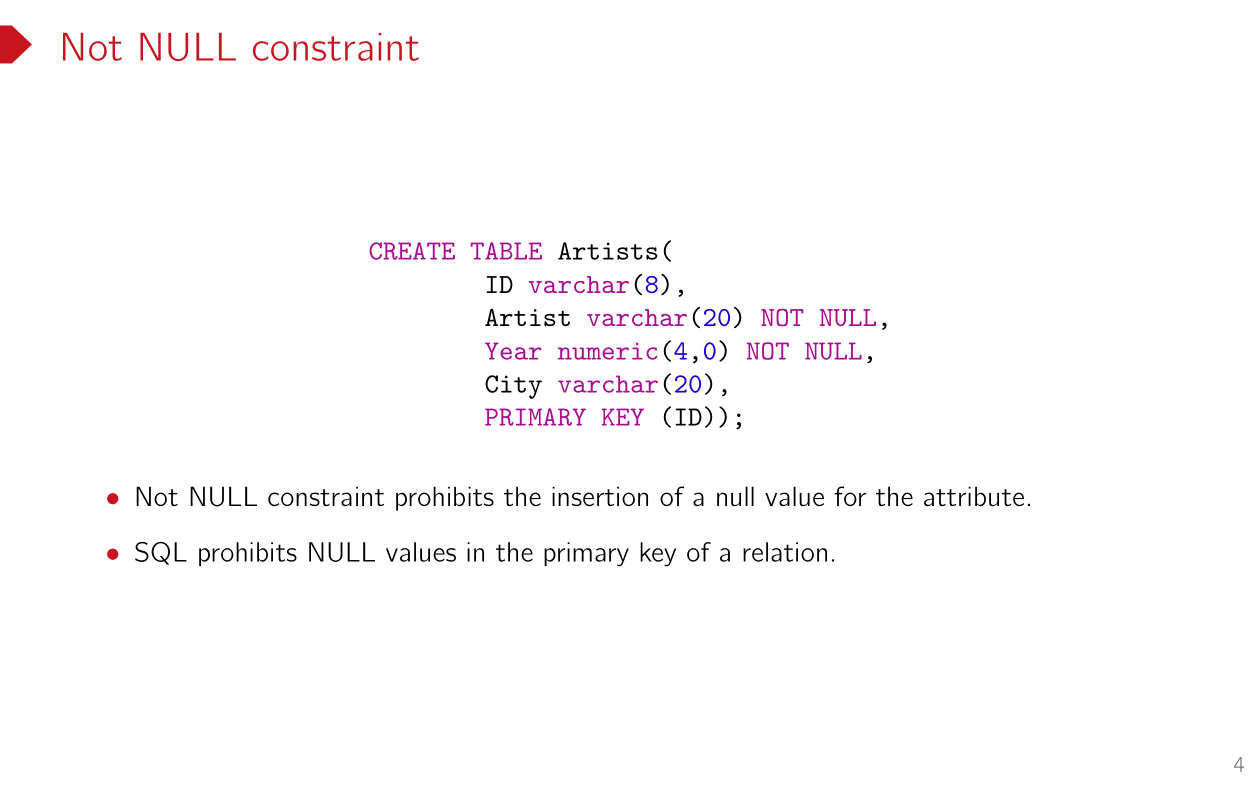 Not NULL constraint
CREATE TABLE Artists(
ID varchar(8),
Artist varchar(20) NOT NULL,
Year numeric(4,0) NOT NULL,
City varchar(20),
PRIMARY KEY (ID));
• Not NULL constraint prohibits the insertion of a null value for the attribute.
• SQL prohibits NULL values in the primary key of a relation.
4